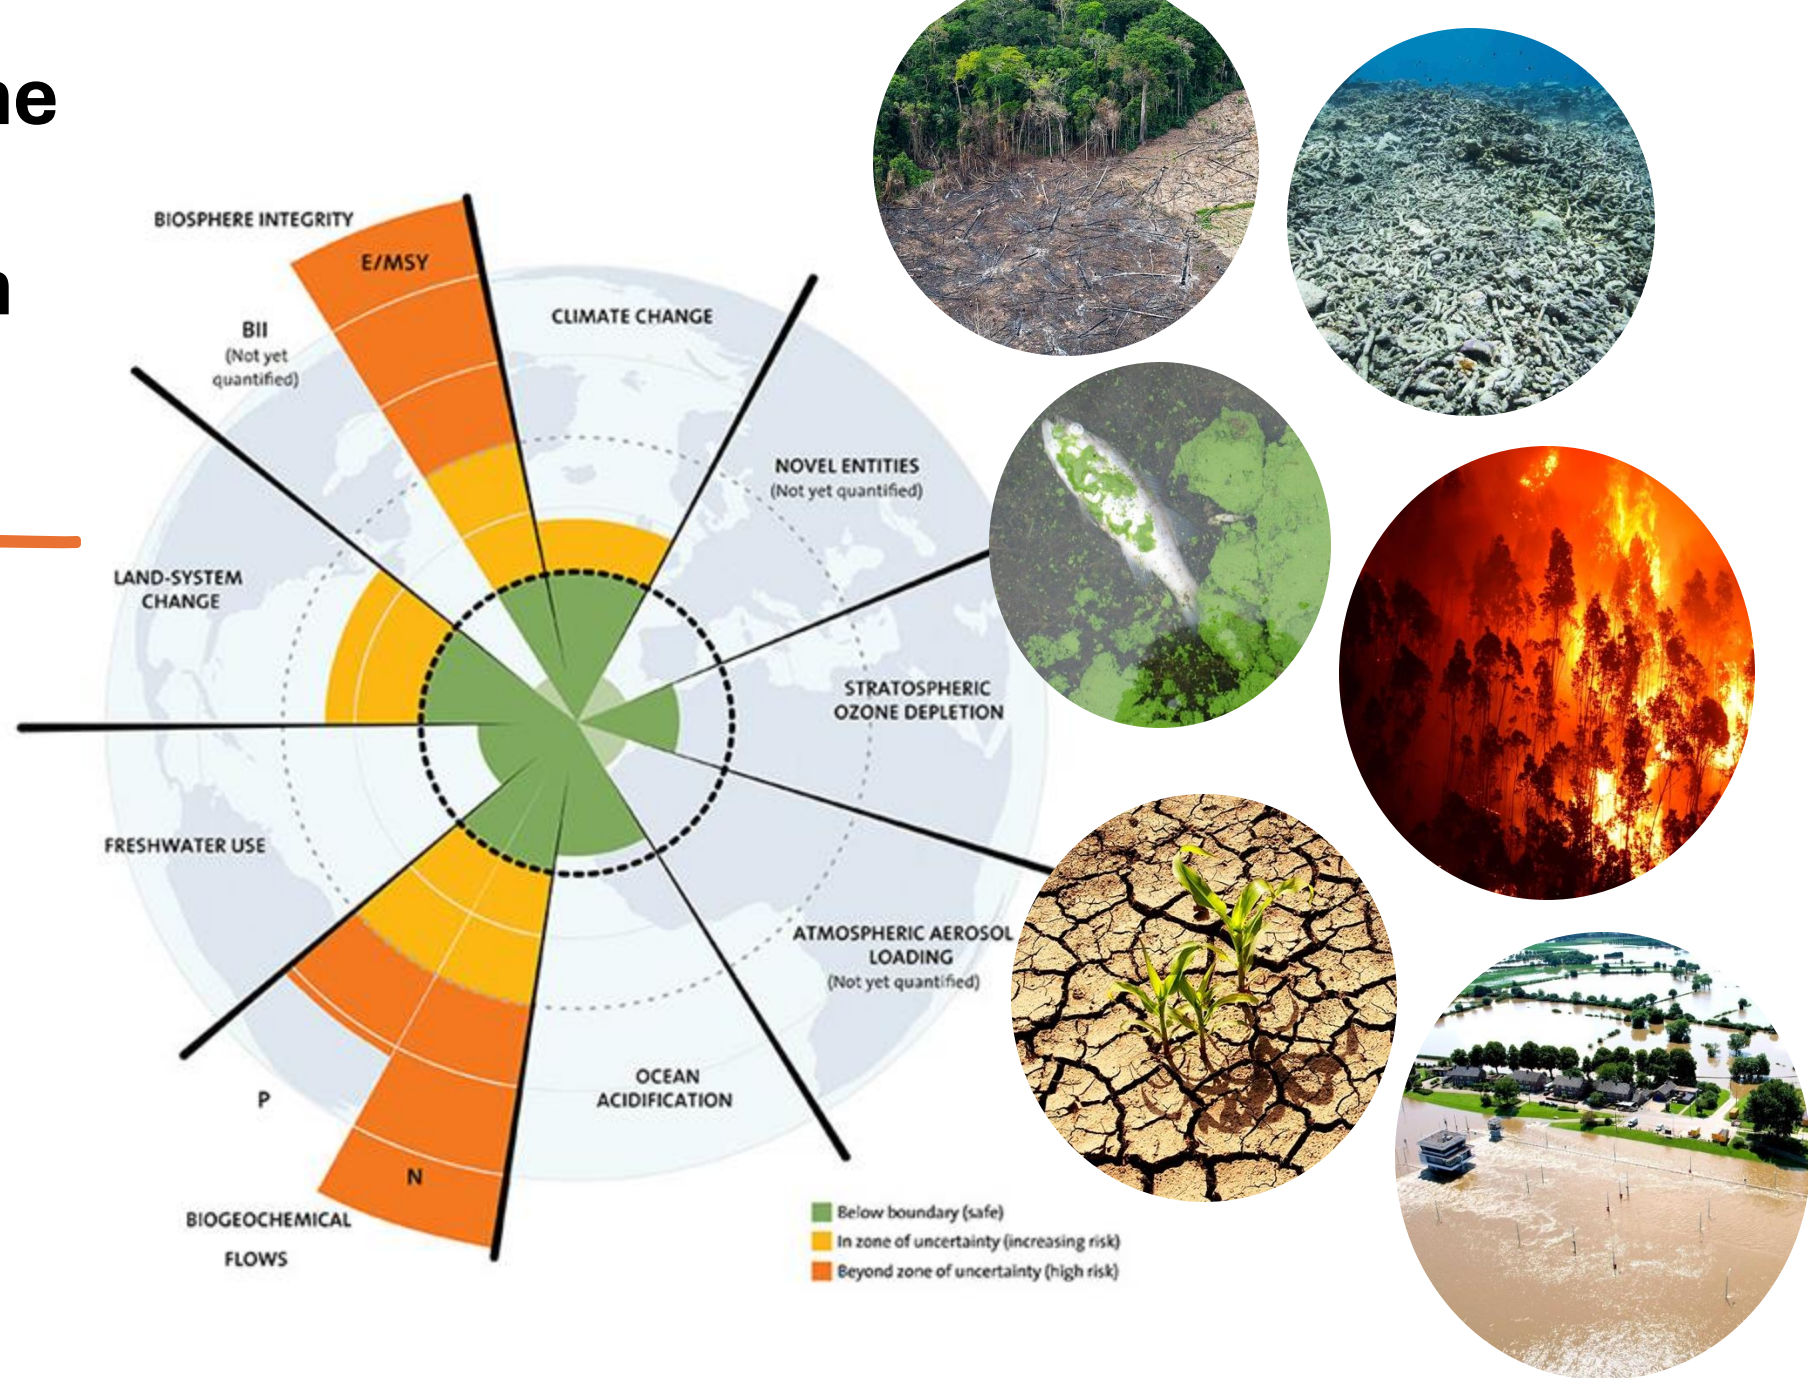 BIOSPHERE INTEGRITY
E/MSY
BII
(Not yet
quantified)
CLIMATE CHANGE
NOVEL ENTITIES
(Not yet quantified)
LAND-SYSTEM
CHANGE
STRATOSPHERIC
OZONE DEPLETION
FRESHWATER USE
ATMOSPHERIC AEROSOL
LOADING
(Not yet quantified)
OCEAN
ACIDIFICATION
P
N
BIOGEOCHEMICAL
FLOWS
Below boundary (safe)
In zone of uncertainty (increasing risk)
Beyond zone of uncertainty (high risk)